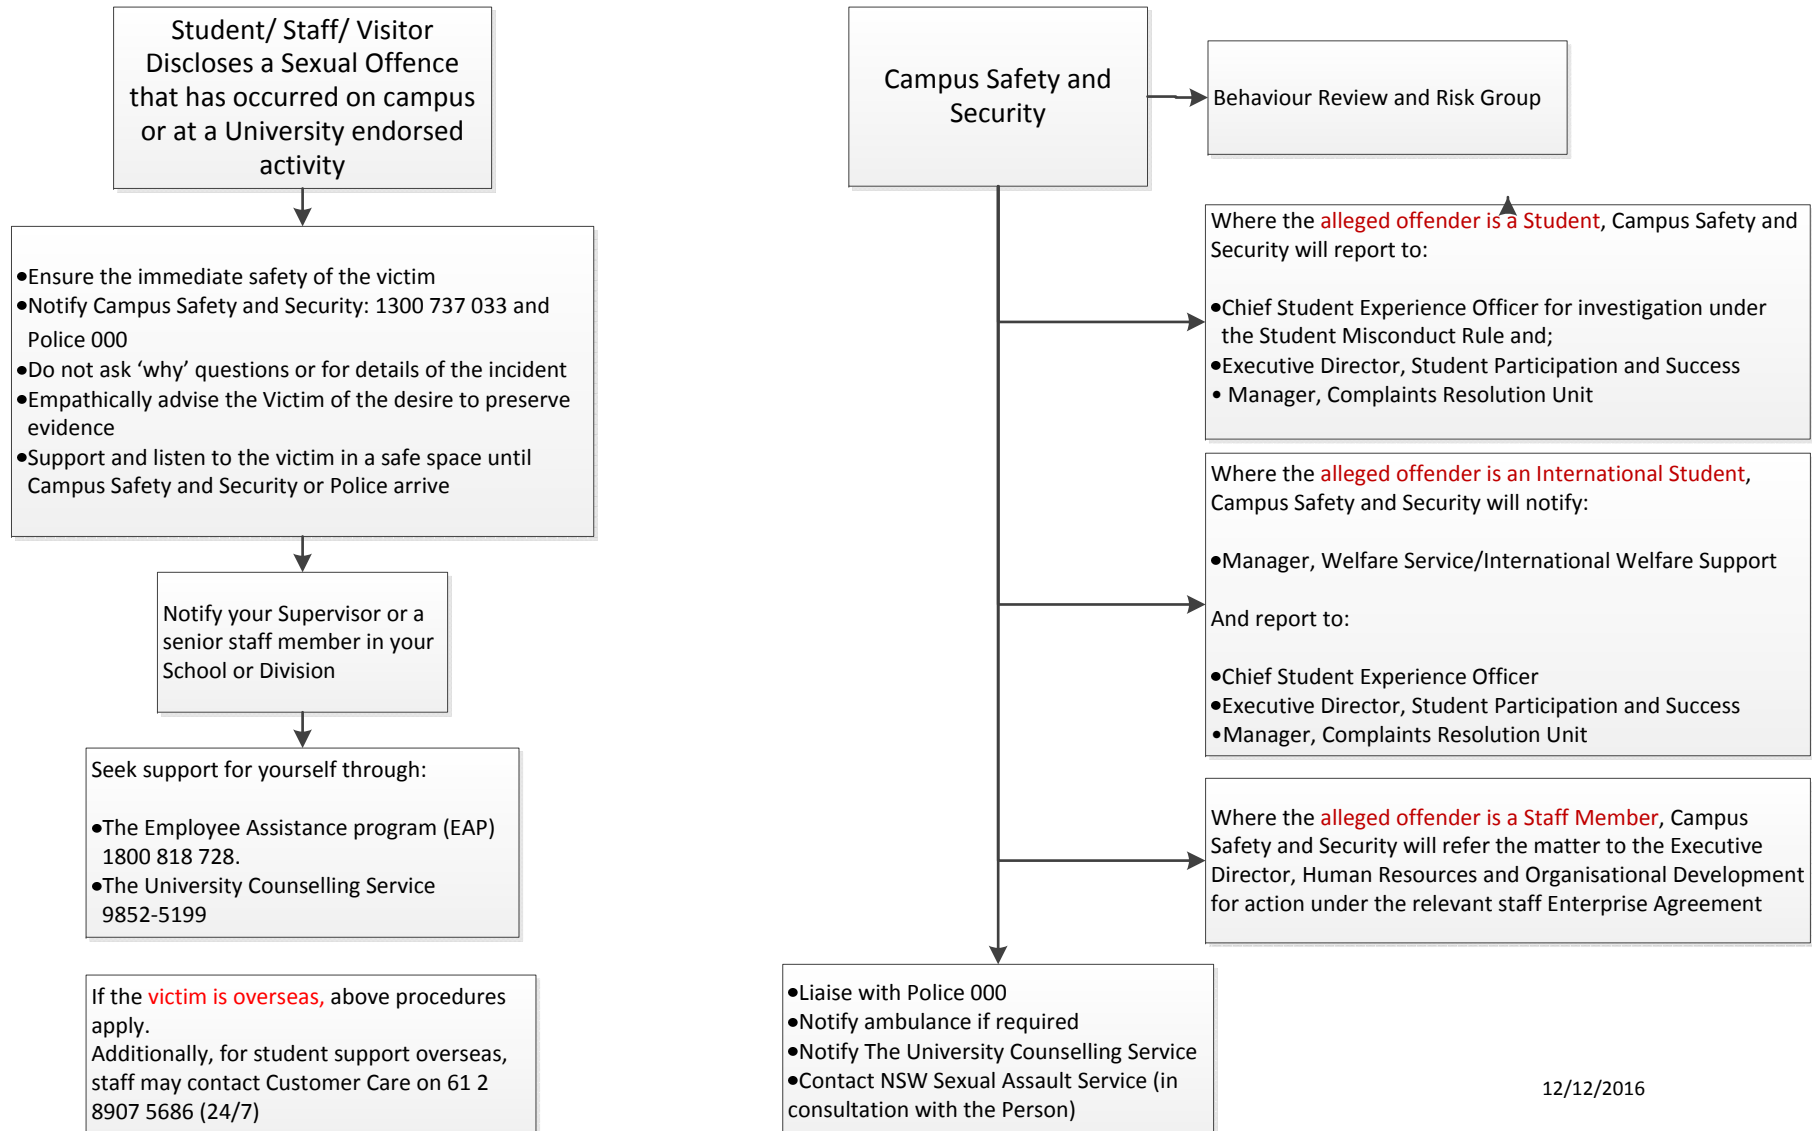 Student/ Staff/ Visitor
Discloses a Sexual Offence
that has occurred on campus
or at a University endorsed
activity
•Ensure the immediate safety of the victim
•Notify Campus Safety and Security: 1300 737 033 and
Police 000
•Do not ask ‘why’ questions or for details of the incident
•Empathically advise the Victim of the desire to preserve
evidence
•Support and listen to the victim in a safe space until
Campus Safety and Security or Police arrive
Notify your Supervisor or a
senior staff member in your
School or Division
Seek support for yourself through:
•The Employee Assistance program (EAP)
1800 818 728.
•The University Counselling Service
9852-5199
If the victim is overseas, above procedures
apply.
Additionally, for student support overseas,
staff may contact Customer Care on 61 2
8907 5686 (24/7)
Campus Safety and
Security
Behaviour Review and Risk Group
Where the alleged offender is a Student, Campus Safety and
Security will report to:
•Chief Student Experience Officer for investigation under
the Student Misconduct Rule and;
•Executive Director, Student Participation and Success
• Manager, Complaints Resolution Unit
Where the alleged offender is an International Student,
Campus Safety and Security will notify:
•Manager, Welfare Service/International Welfare Support
And report to:
•Chief Student Experience Officer
•Executive Director, Student Participation and Success
•Manager, Complaints Resolution Unit
Where the alleged offender is a Staff Member, Campus
Safety and Security will refer the matter to the Executive
Director, Human Resources and Organisational Development
for action under the relevant staff Enterprise Agreement
•Liaise with Police 000
•Notify ambulance if required
•Notify The University Counselling Service
•Contact NSW Sexual Assault Service (in
consultation with the Person)
12/12/2016